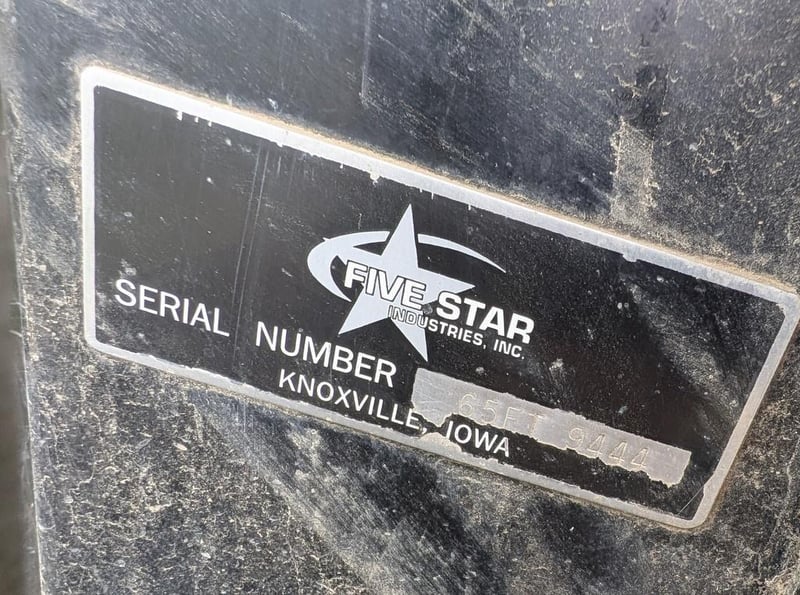 FIVE STAR
INDUSTRIES, INC.
SERIAL NUMBER 65FT 9444
KNOXVILLE, IOWA